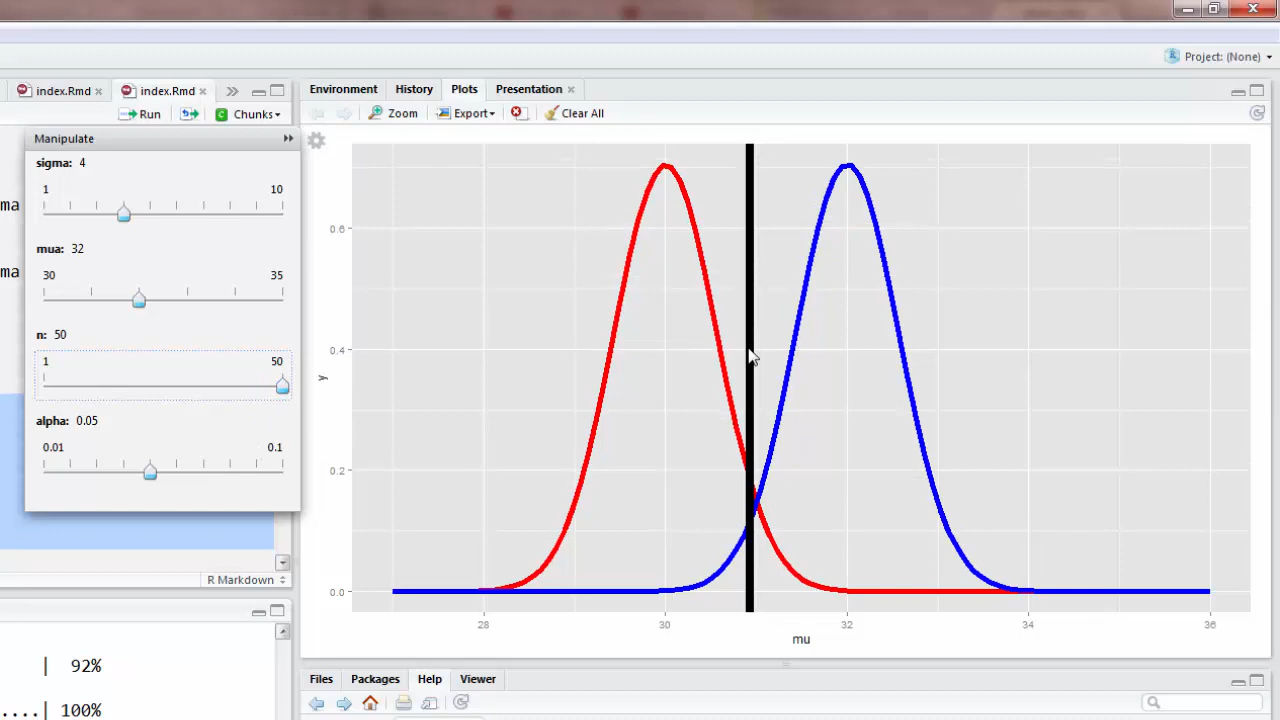 Project: (None)
index.Rmd
index.Rmd
Run
Chunks
ma
ma
Manipulate
sigma: 4
1 10
mua: 32
30 35
n: 50
1 50
alpha: 0.05
0.01 0.1
R Markdown
| 92%
....| 100%
Environment History Plots Presentation
Zoom Export Clear All
0.6
0.4
0.2
0.0
y
28 30 32 34 36
mu
Files Packages Help Viewer